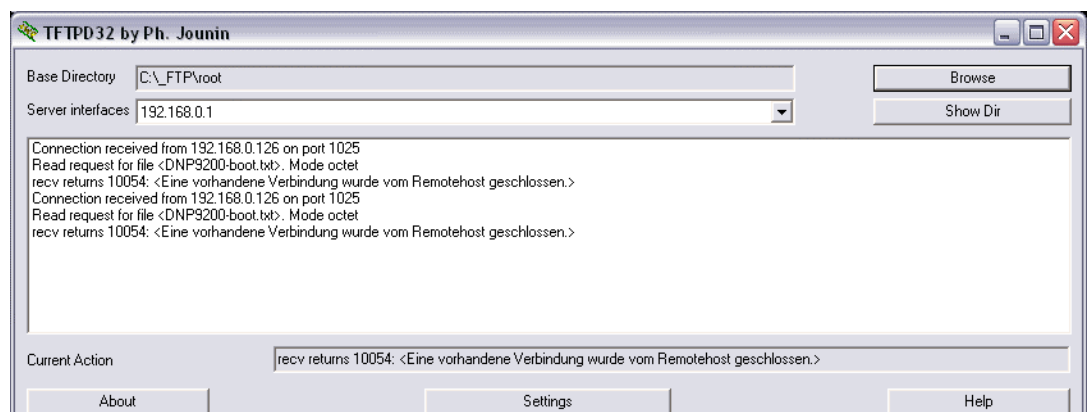 TFTPD32 by Ph. Jounin
Base Directory C:\_FTP\root Browse
Server interfaces 192.168.0.1 Show Dir
Connection received from 192.168.0.126 on port 1025
Read request for file <DNP9200-boot.txt>. Mode octet
recv returns 10054: <Eine vorhandene Verbindung wurde vom Remotehost geschlossen.>
Connection received from 192.168.0.126 on port 1025
Read request for file <DNP9200-boot.txt>. Mode octet
recv returns 10054: <Eine vorhandene Verbindung wurde vom Remotehost geschlossen.>
Current Action recv returns 10054: <Eine vorhandene Verbindung wurde vom Remotehost geschlossen.>
About Settings Help